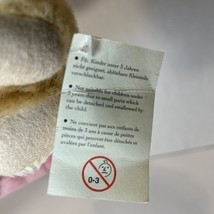 • Für Kinder unter 3 Jahren
nicht geeignet, ablösbare Kleinteile
verschluckbar.
• Not suitable for children under
3 years due to small parts which
can be detached and swallowed by
the child.
• Ne convient pas aux enfants de
moins de 3 ans à cause de petites
pièces qui peuvent être détachés et
avalés par l'enfant.
0-3